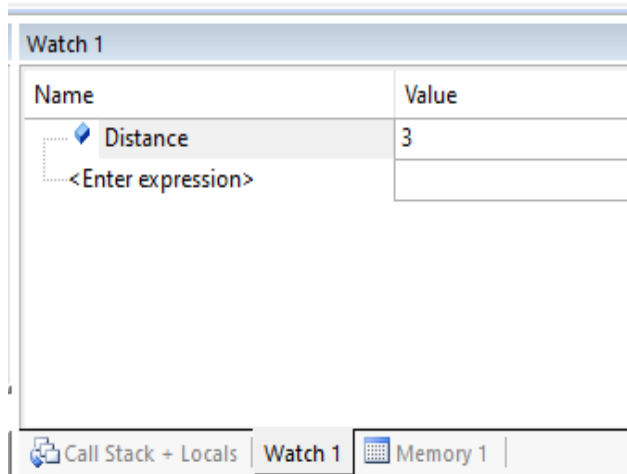 Watch 1
Name Value
Distance 3
<Enter expression>
Call Stack + Locals Watch 1 Memory 1